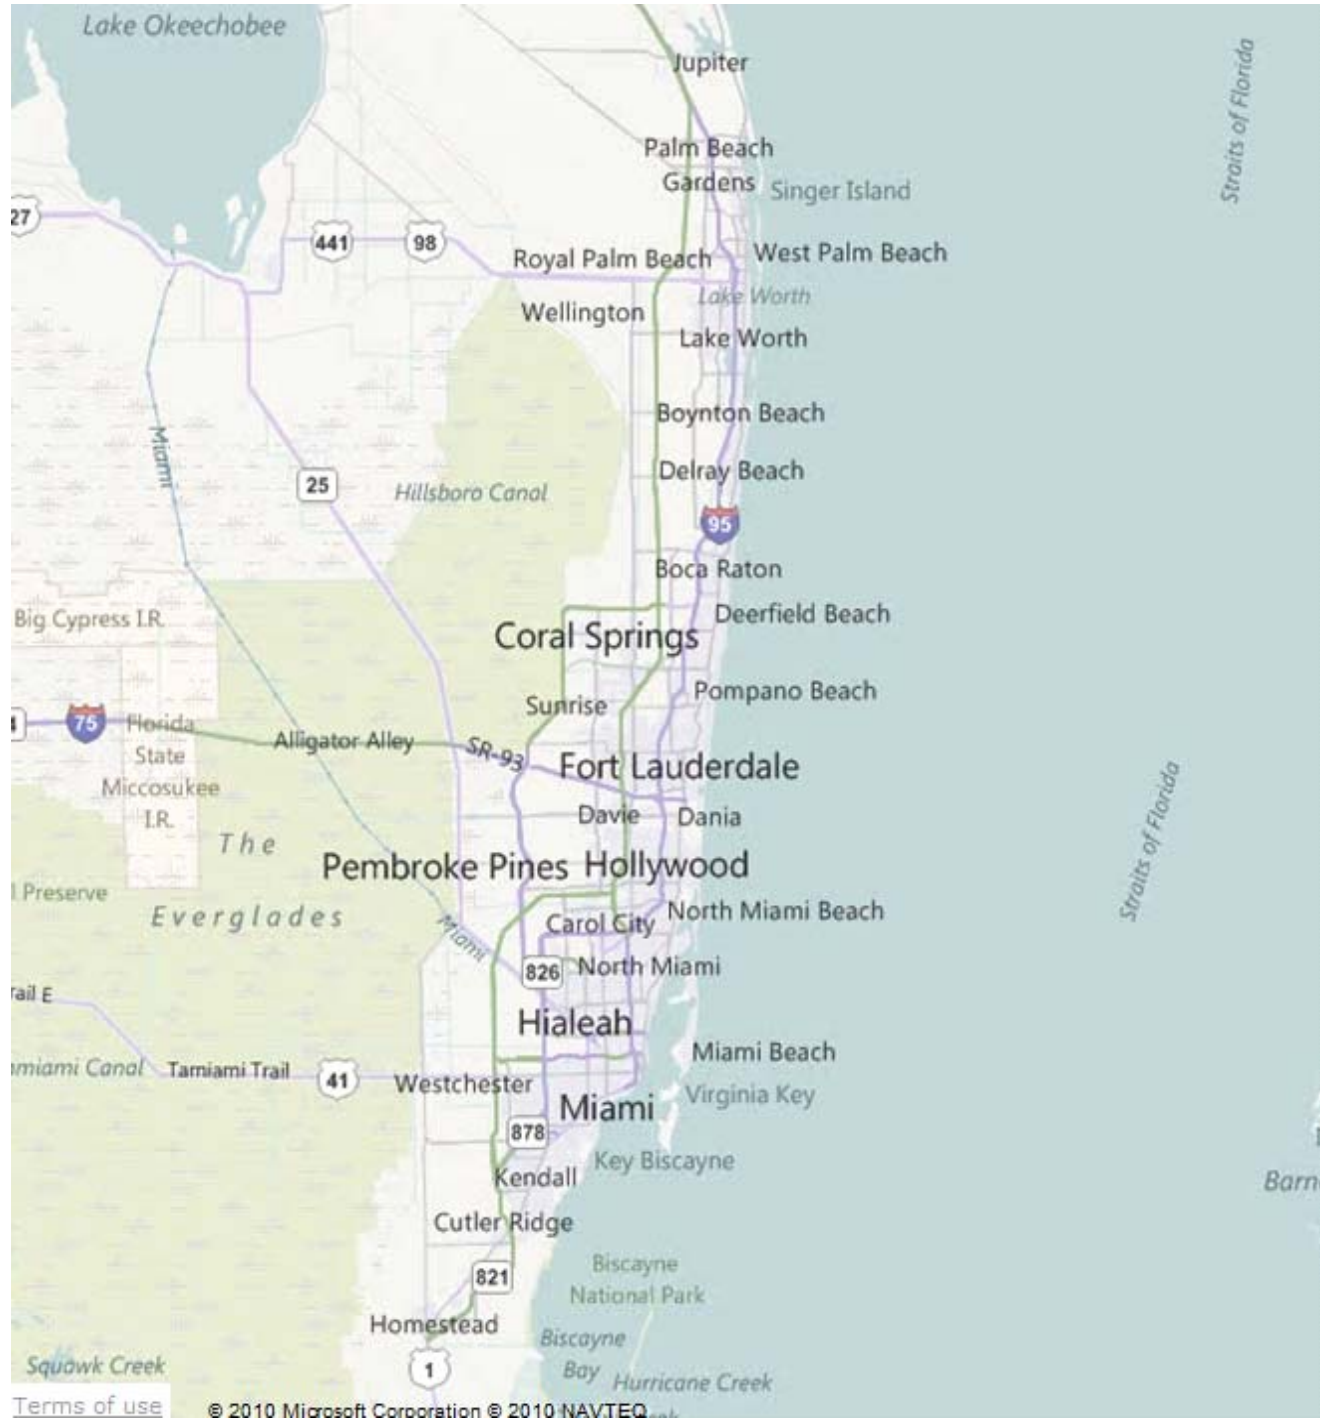 Lake Okeechobee
Jupiter
Straits of Florida
Palm Beach
Gardens
Singer Island
27
441
98
Royal Palm Beach
West Palm Beach
Lake Worth
Wellington
Lake Worth
Boynton Beach
Miami
Delray Beach
25
Hillsboro Canal
95
Boca Raton
Big Cypress I.R.
Deerfield Beach
Coral Springs
Pompano Beach
Sunrise
75
Florida
State
Miccosukee
I.R.
Alligator Alley
SR-93
Fort Lauderdale
Davie
Dania
Straits of Florida
The
Everglades
Pembroke Pines
Hollywood
l Preserve
Miami
Carol City
North Miami Beach
826
North Miami
rail E
Hialeah
Miami Beach
amiami Canal
Tamiami Trail
41
Westchester
Virginia Key
Miami
878
Key Biscayne
Kendall
Barn
Cutler Ridge
Biscayne
National Park
821
Homestead
Biscayne
Bay
Squawk Creek
1
Hurricane Creek
Terms of use
© 2010 Microsoft Corporation © 2010 NAVTEQ